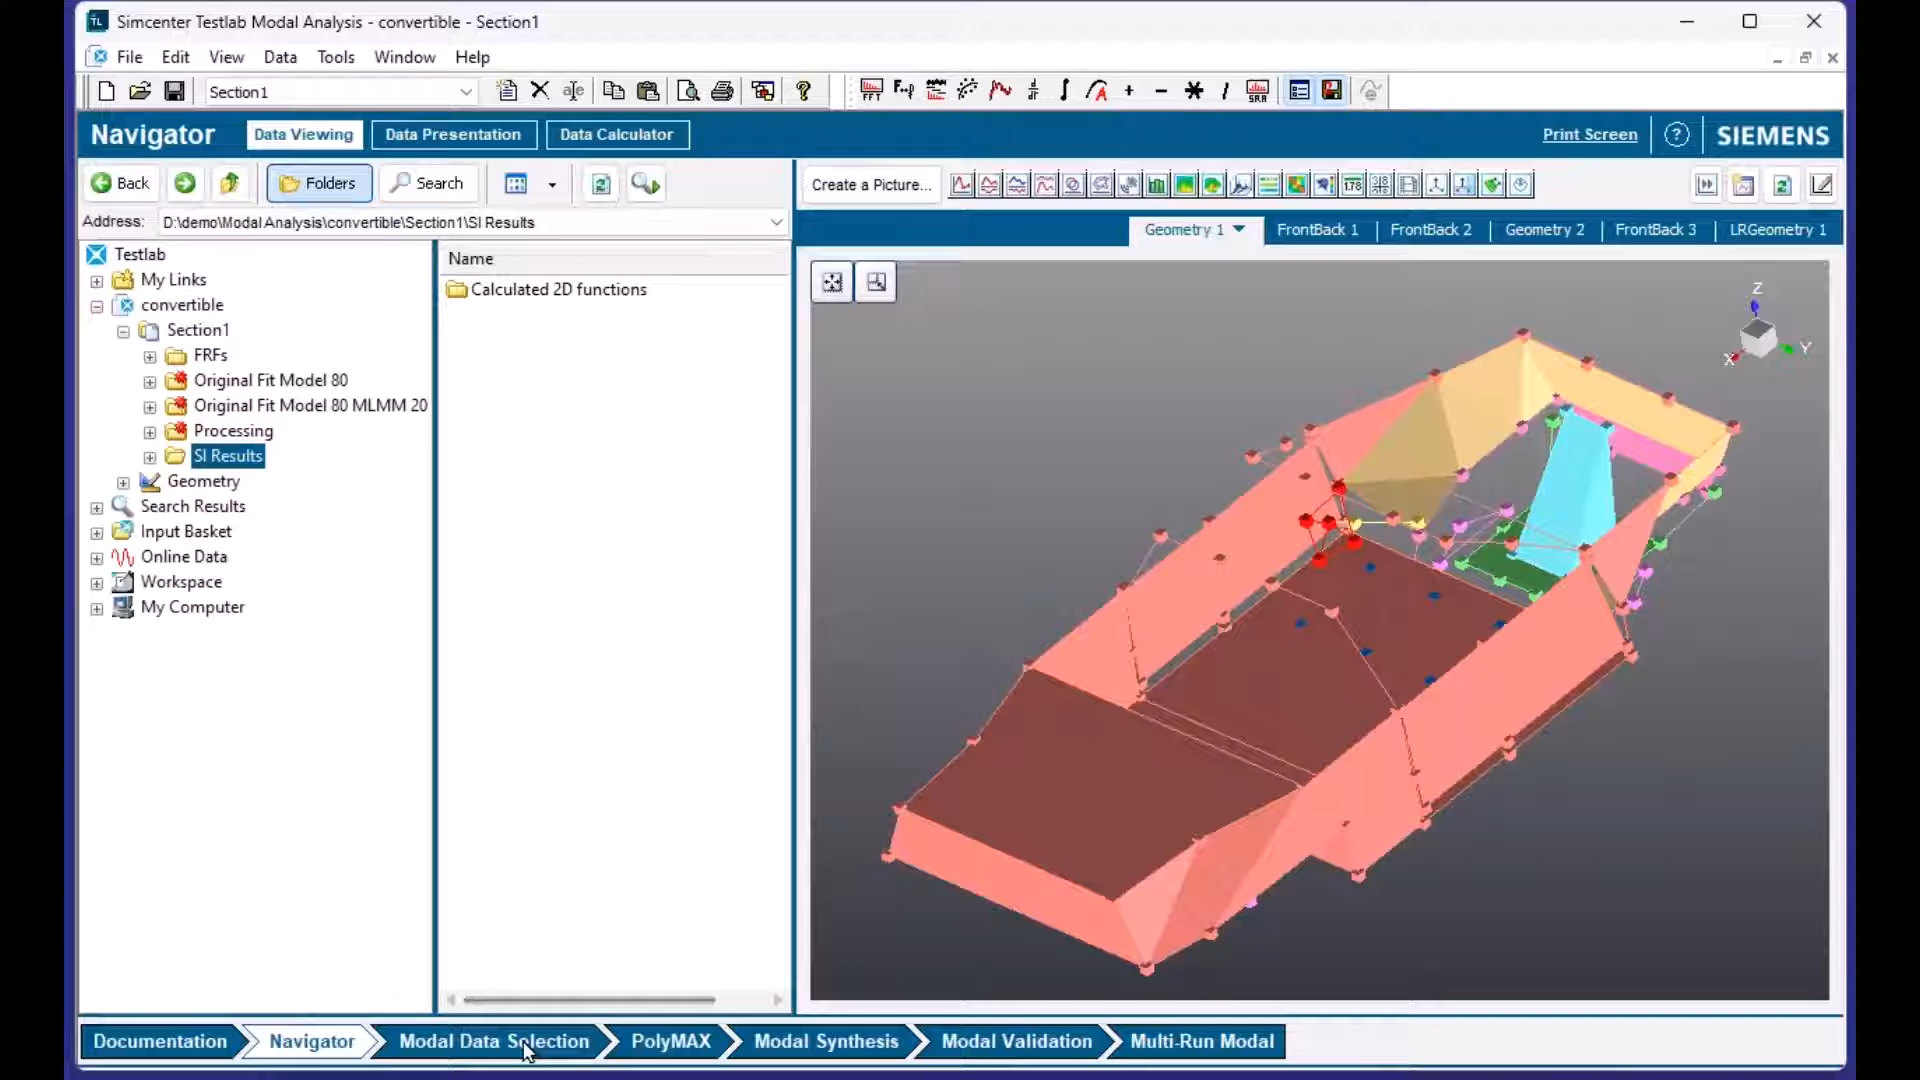 TL Simcenter Testlab Modal Analysis - convertible - Section1
File Edit View Data Tools Window Help
Section1
Navigator Data Viewing Data Presentation Data Calculator Print Screen SIEMENS
Back Folders Search Create a Picture...
Address: D:\demo\Modal Analysis\convertible\Section1\SI Results
Geometry 1 FrontBack 1 FrontBack 2 Geometry 2 FrontBack 3 LRGeometry 1
Testlab
My Links
convertible
Section1
FRFs
Original Fit Model 80
Original Fit Model 80 MLMM 20
Processing
SI Results
Geometry
Search Results
Input Basket
Online Data
Workspace
My Computer
Name
Calculated 2D functions
Z
X
Y
Documentation Navigator Modal Data Selection PolyMAX Modal Synthesis Modal Validation Multi-Run Modal